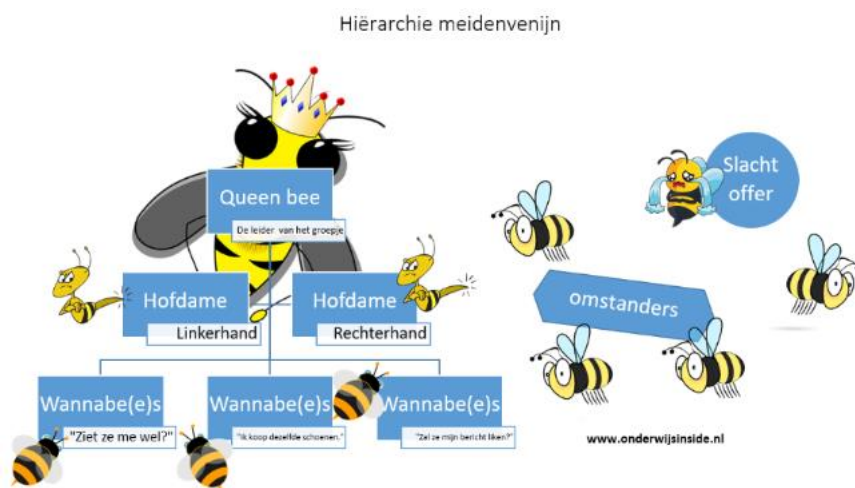 Hiërarchie meidenvenijn
Queen bee
De leider van het groepje
Hofdame
Linkerhand
Hofdame
Rechterhand
Wannabe(e)s
"Ziet ze me wel?"
Wannabe(e)s
"Ik koop dezelfde schoenen."
Wannabe(e)s
"Zal ze mijn bericht liken?"
Slacht
offer
omstanders
www.onderwijsinside.nl